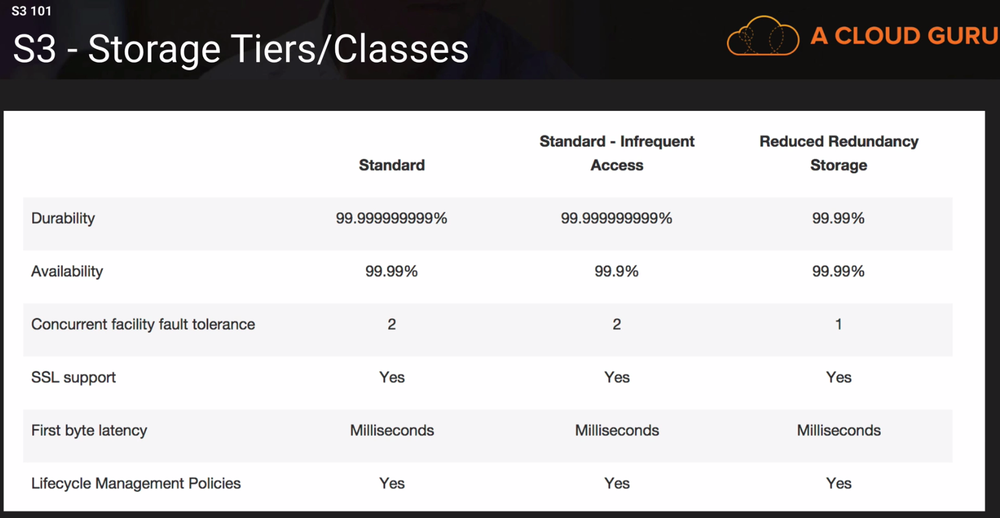 S3 101
S3 - Storage Tiers/Classes
A CLOUD GURU
Standard
Standard - Infrequent Access
Reduced Redundancy Storage
Durability 99.999999999% 99.999999999% 99.99%
Availability 99.99% 99.9% 99.99%
Concurrent facility fault tolerance 2 2 1
SSL support Yes Yes Yes
First byte latency Milliseconds Milliseconds Milliseconds
Lifecycle Management Policies Yes Yes Yes